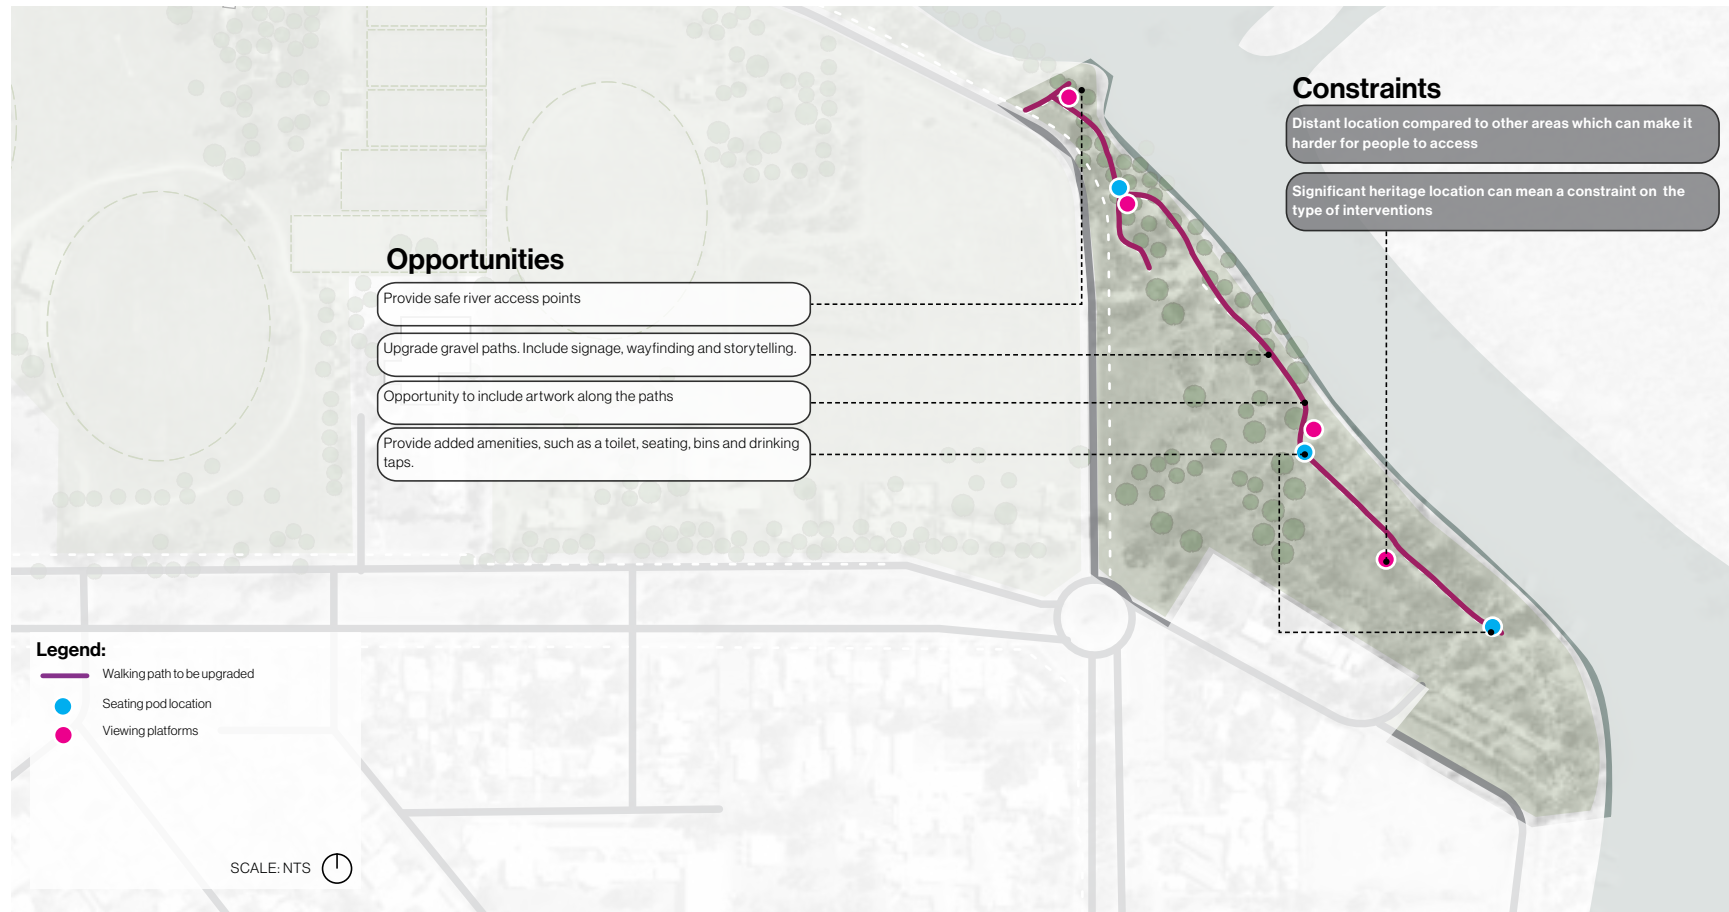 Constraints
Distant location compared to other areas which can make it
harder for people to access
Significant heritage location can mean a constraint on the
type of interventions
Opportunities
Provide safe river access points
Upgrade gravel paths. Include signage, wayfinding and storytelling.
Opportunity to include artwork along the paths
Provide added amenities, such as a toilet, seating, bins and drinking
taps.
Legend:
Walking path to be upgraded
Seating pod location
Viewing platforms
SCALE: NTS